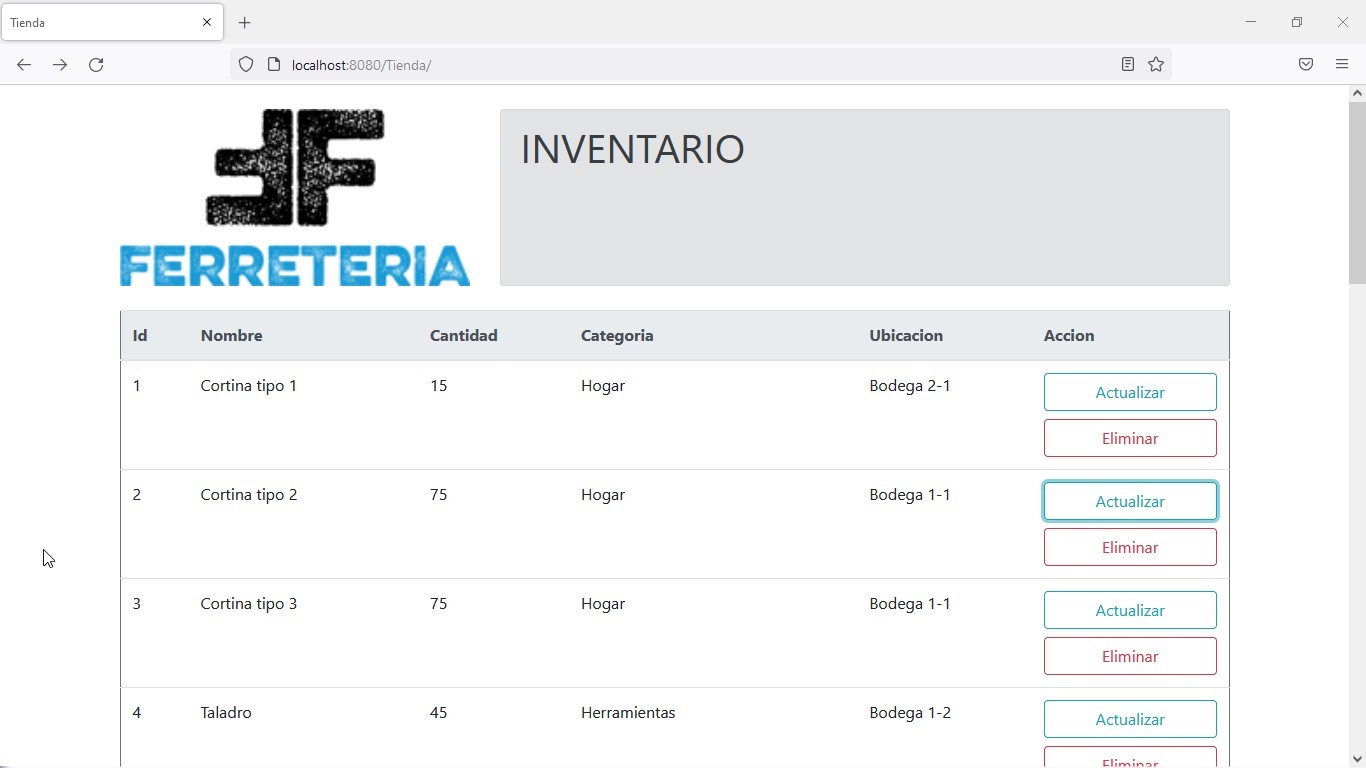 Tienda
localhost:8080/Tienda/
FF
FERRETERIA
INVENTARIO
Id Nombre Cantidad Categoria Ubicacion Accion
1 Cortina tipo 1 15 Hogar Bodega 2-1 Actualizar
Eliminar
2 Cortina tipo 2 75 Hogar Bodega 1-1 Actualizar
Eliminar
3 Cortina tipo 3 75 Hogar Bodega 1-1 Actualizar
Eliminar
4 Taladro 45 Herramientas Bodega 1-2 Actualizar
Eliminar